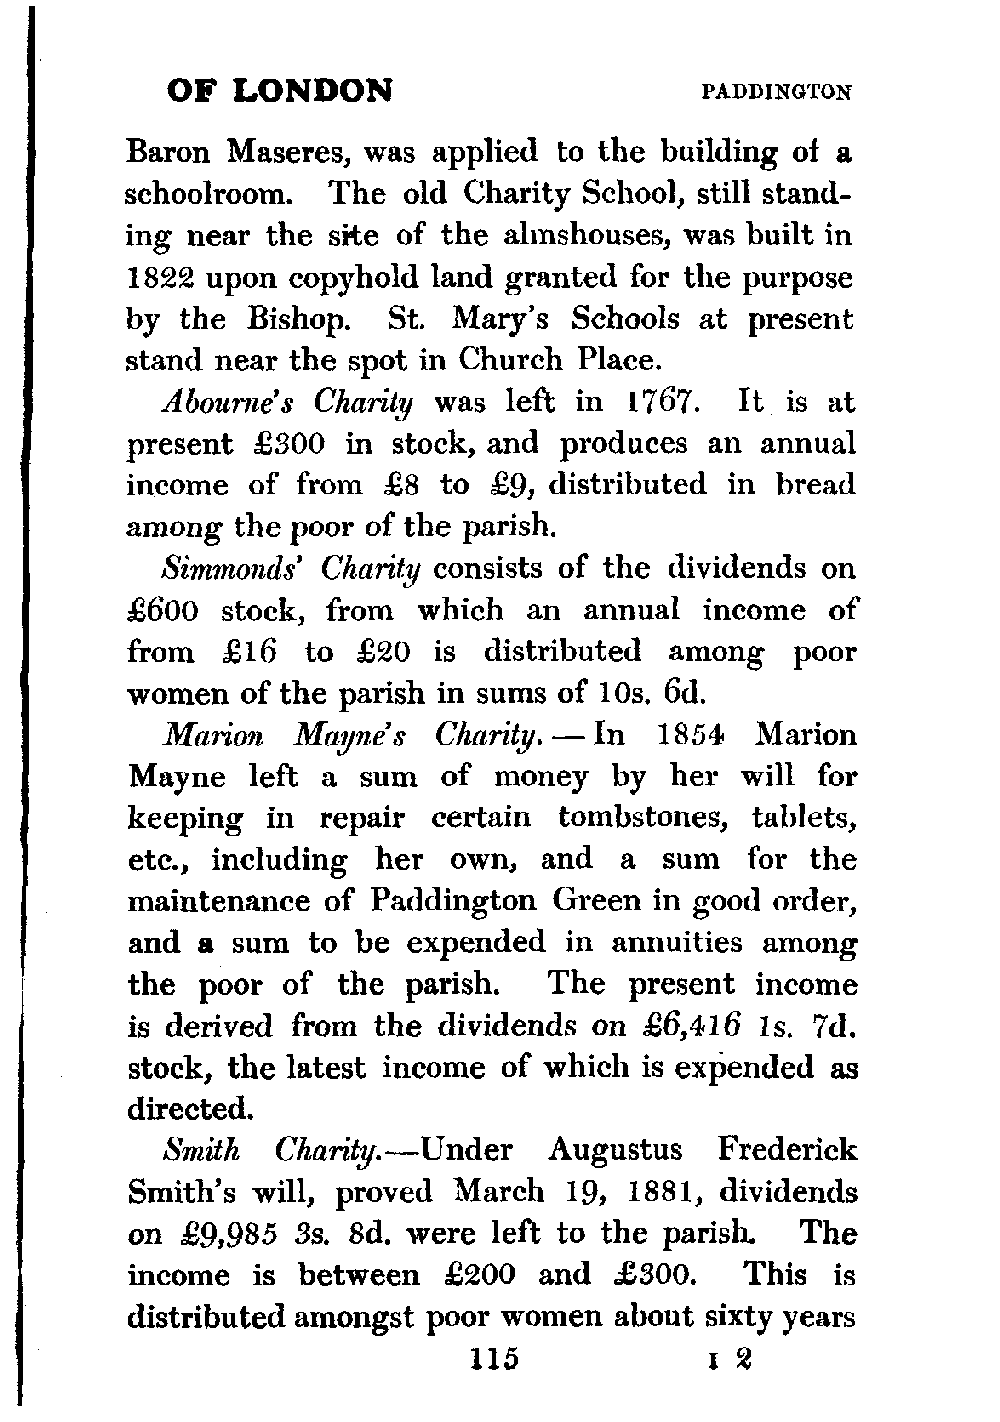 OF LONDON PADDINGTON
Baron Maseres, was applied to the building of a
schoolroom. The old Charity School, still stand-
ing near the site of the almshouses, was built in
1822 upon copyhold land granted for the purpose
by the Bishop. St. Mary's Schools at present
stand near the spot in Church Place.
Abourne's Charity was left in 1767. It is at
present £300 in stock, and produces an annual
income of from £8 to £9, distributed in bread
among the poor of the parish.
Simmonds' Charity consists of the dividends on
£600 stock, from which an annual income of
from £16 to £20 is distributed among poor
women of the parish in sums of 10s. 6d.
Marion Mayne's Charity. — In 1854 Marion
Mayne left a sum of money by her will for
keeping in repair certain tombstones, tablets,
etc., including her own, and a sum for the
maintenance of Paddington Green in good order,
and a sum to be expended in annuities among
the poor of the parish. The present income
is derived from the dividends on £6,416 1s. 7d.
stock, the latest income of which is expended as
directed.
Smith Charity.—Under Augustus Frederick
Smith's will, proved March 19, 1881, dividends
on £9,985 3s. 8d. were left to the parish. The
income is between £200 and £300. This is
distributed amongst poor women about sixty years
115 I 2